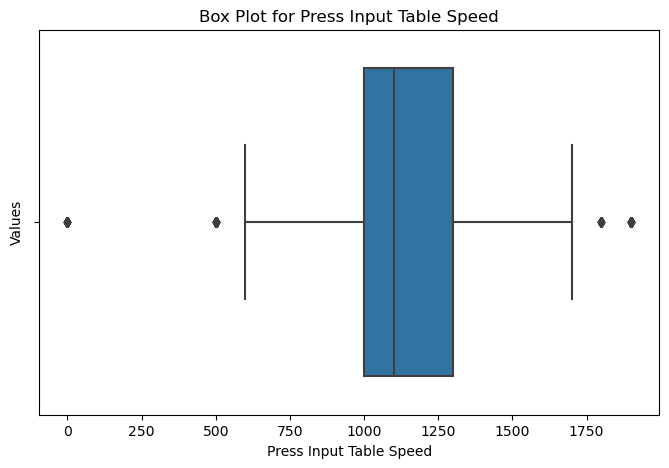 Box Plot for Press Input Table Speed
Values
0 250 500 750 1000 1250 1500 1750
Press Input Table Speed